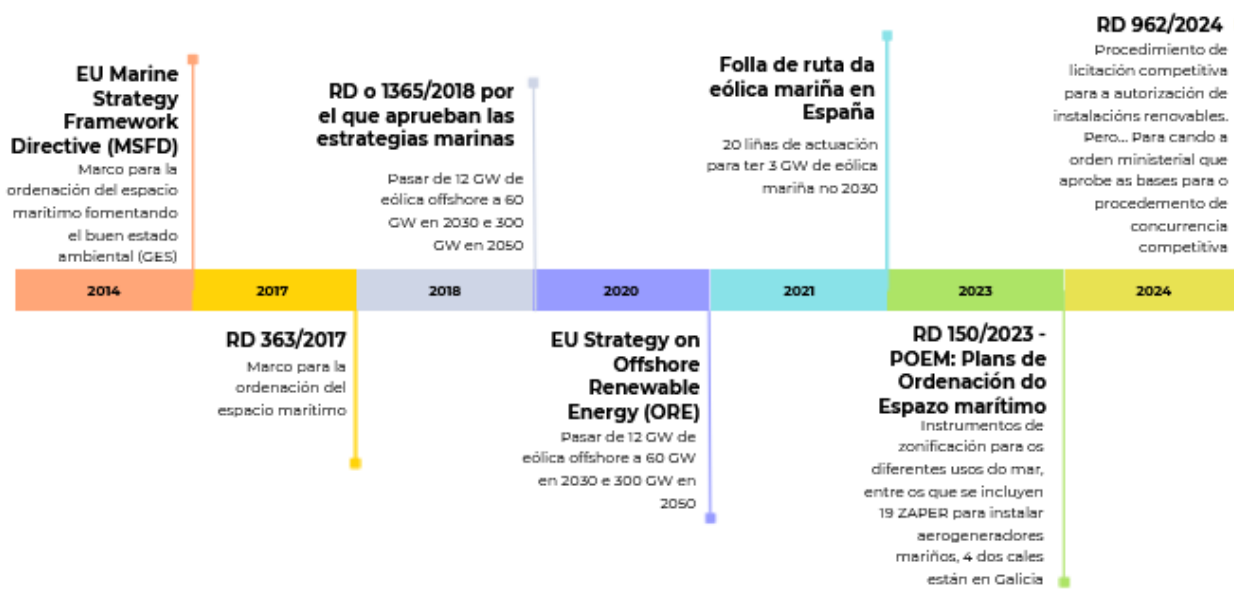 EU Marine
Strategy
Framework
Directive (MSFD)
Marco para la
ordenación del espacio
marítimo fomentando
el buen estado
ambiental (GES)
RD o 1365/2018 por
el que aprueban las
estrategias marinas
Pasar de 12 GW de
eólica offshore a 60
GW en 2030 e 300
GW en 2050
Folla de ruta da
eólica mariña en
España
20 liñas de actuación
para ter 3 GW de eólica
mariña no 2030
RD 962/2024
Procedimiento de
licitación competitiva
para a autorización de
instalacións renovables.
Pero... Para cando a
orden ministerial que
aprobe as bases para o
procedemento de
concurrencia
competitiva
2014
2017
2018
2020
2021
2023
2024
RD 363/2017
Marco para la
ordenación del
espacio marítimo
EU Strategy on
Offshore
Renewable
Energy (ORE)
Pasar de 12 GW de
eólica offshore a 60 GW
en 2030 e 300 GW en
2050
RD 150/2023 -
POEM: Plans de
Ordenación do
Espazo marítimo
Instrumentos de
zonificación para os
diferentes usos do mar,
entre os que se incluyen
19 ZAPER para instalar
aerogeneradores
mariños, 4 dos cales
están en Galicia